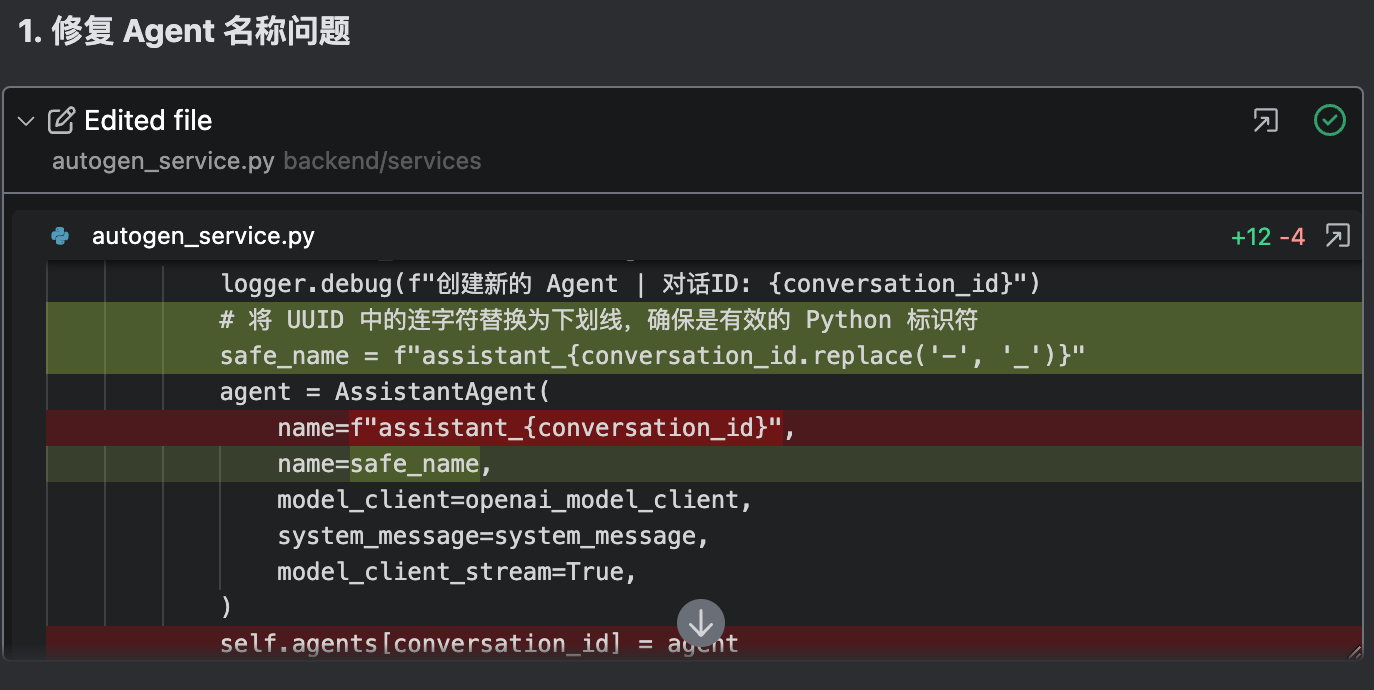 1. 修复 Agent 名称问题
Edited file
autogen_service.py backend/services
autogen_service.py
+12 -4
logger.debug(f"创建新的 Agent | 对话ID: {conversation_id}")
# 将 UUID 中的连字符替换为下划线，确保是有效的 Python 标识符
safe_name = f"assistant_{conversation_id.replace('-', '_')}"
agent = AssistantAgent(
name=f"assistant_{conversation_id}",
name=safe_name,
model_client=openai_model_client,
system_message=system_message,
model_client_stream=True,
)
self.agents[conversation_id] = agent